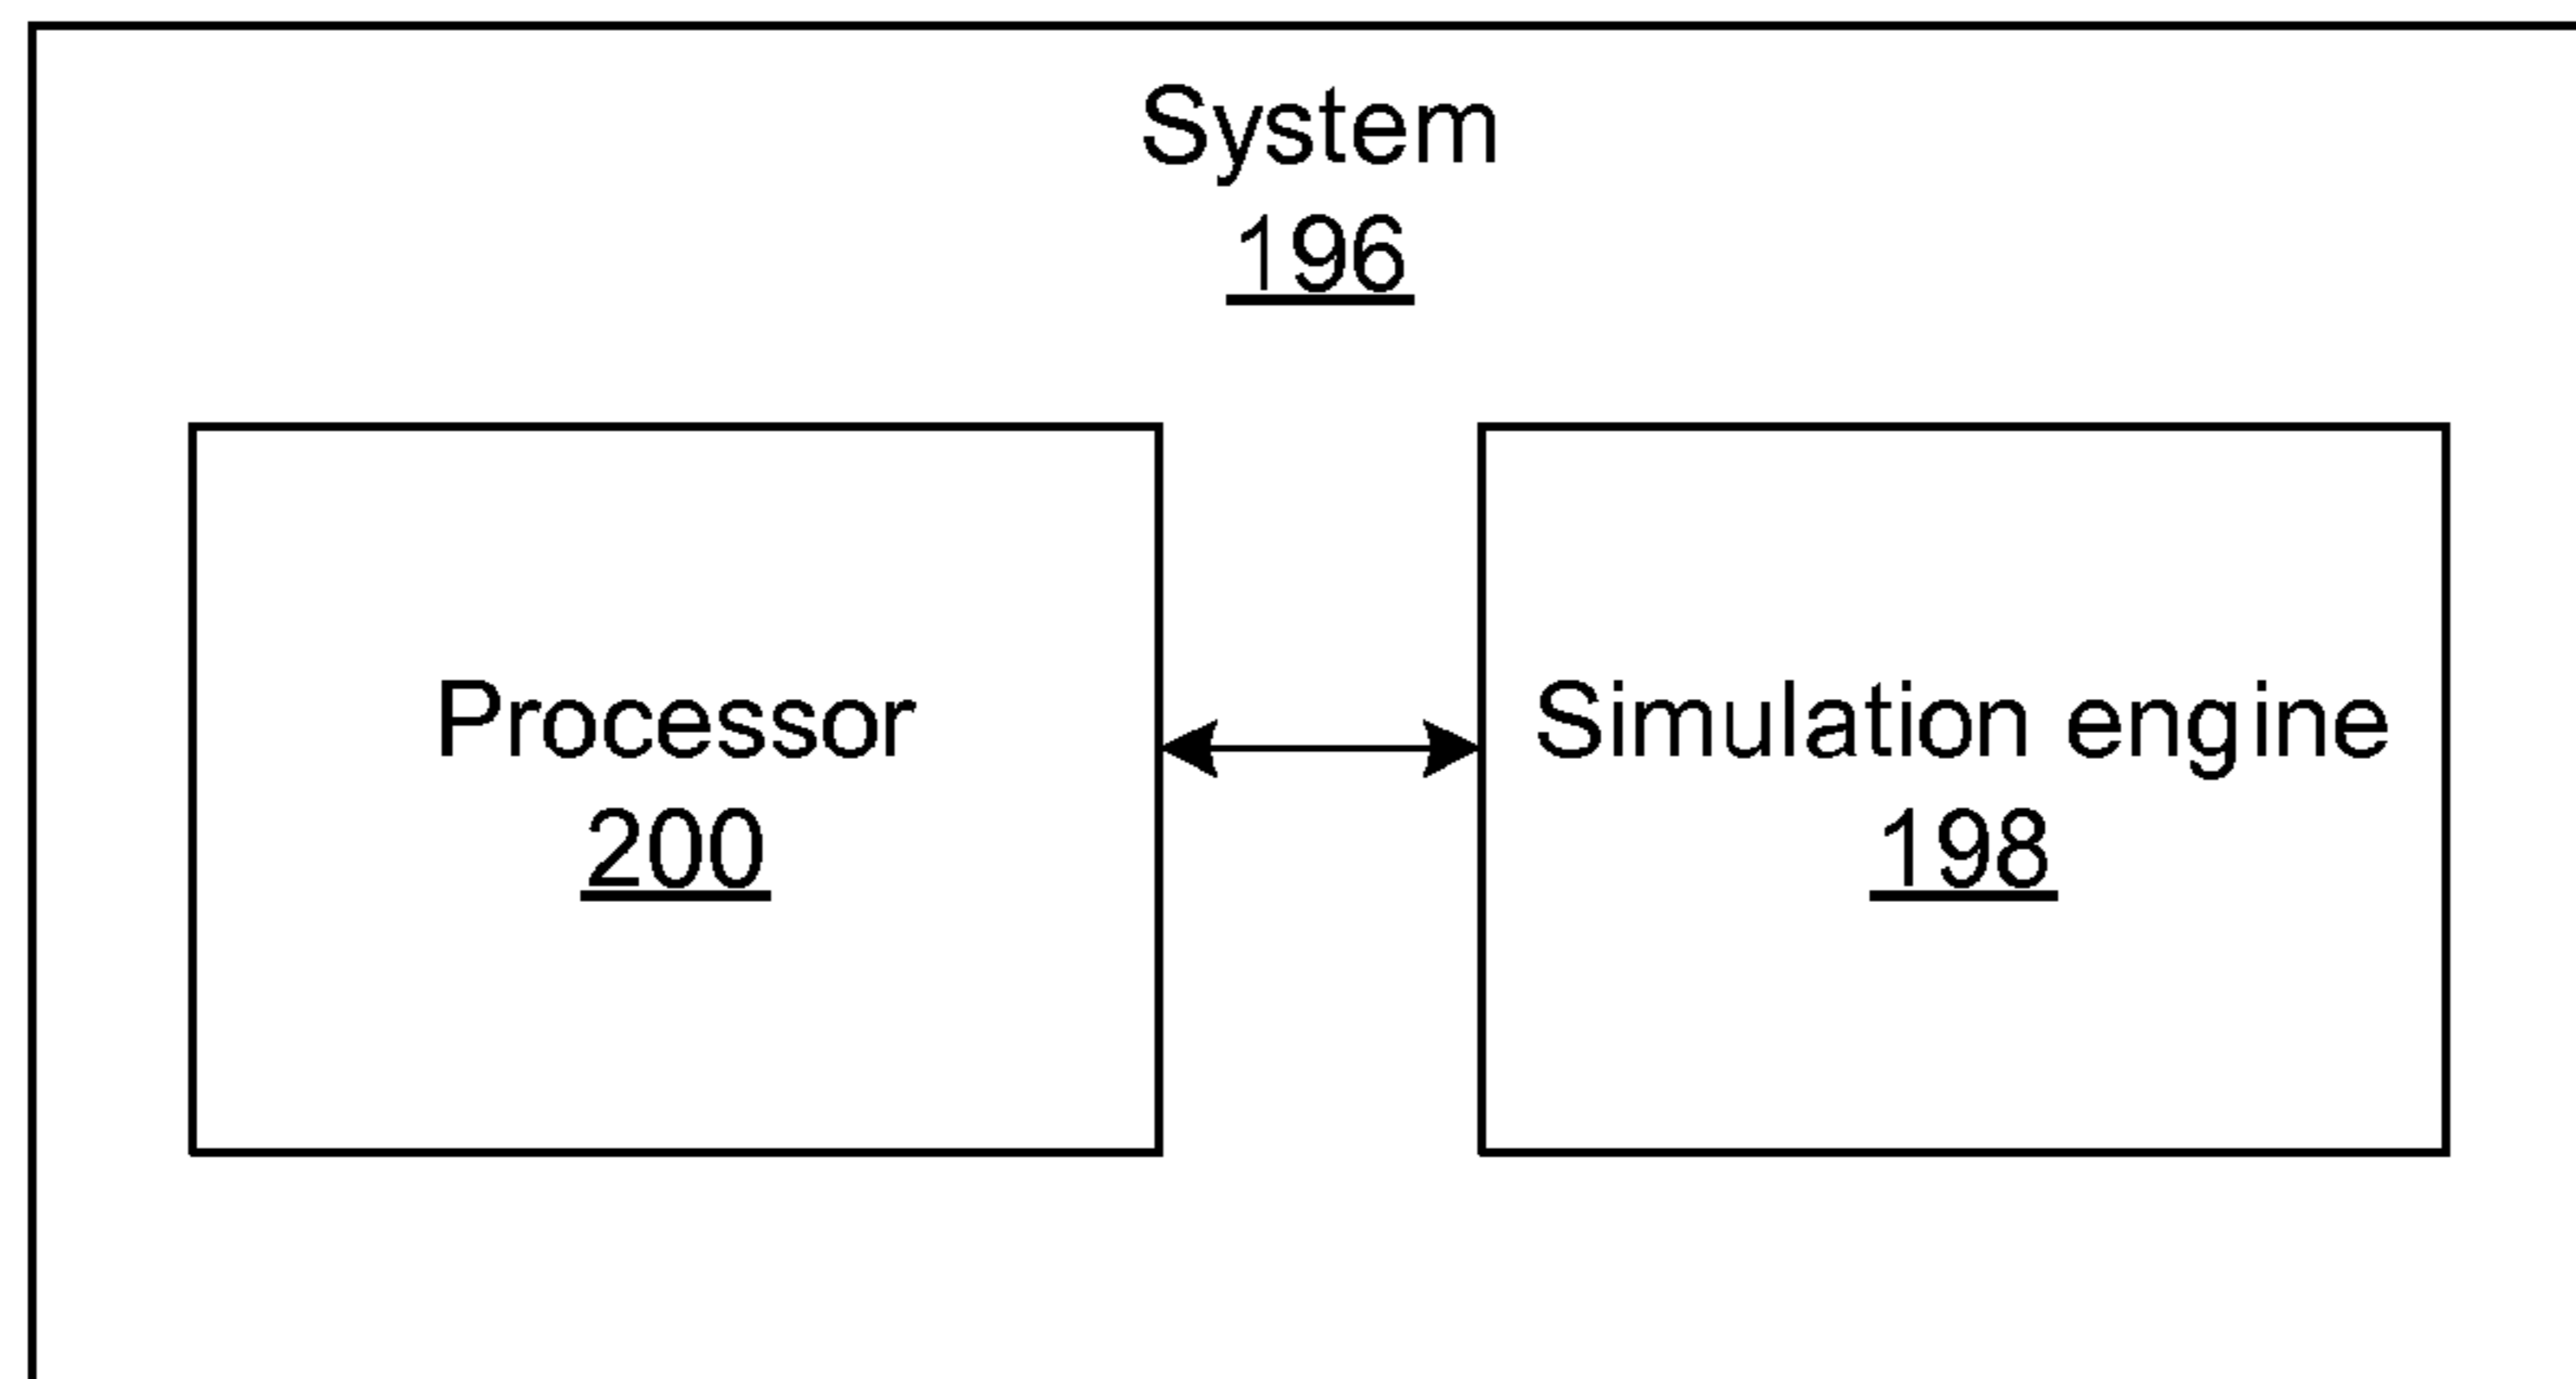 System
196
Processor
200
Simulation engine
198